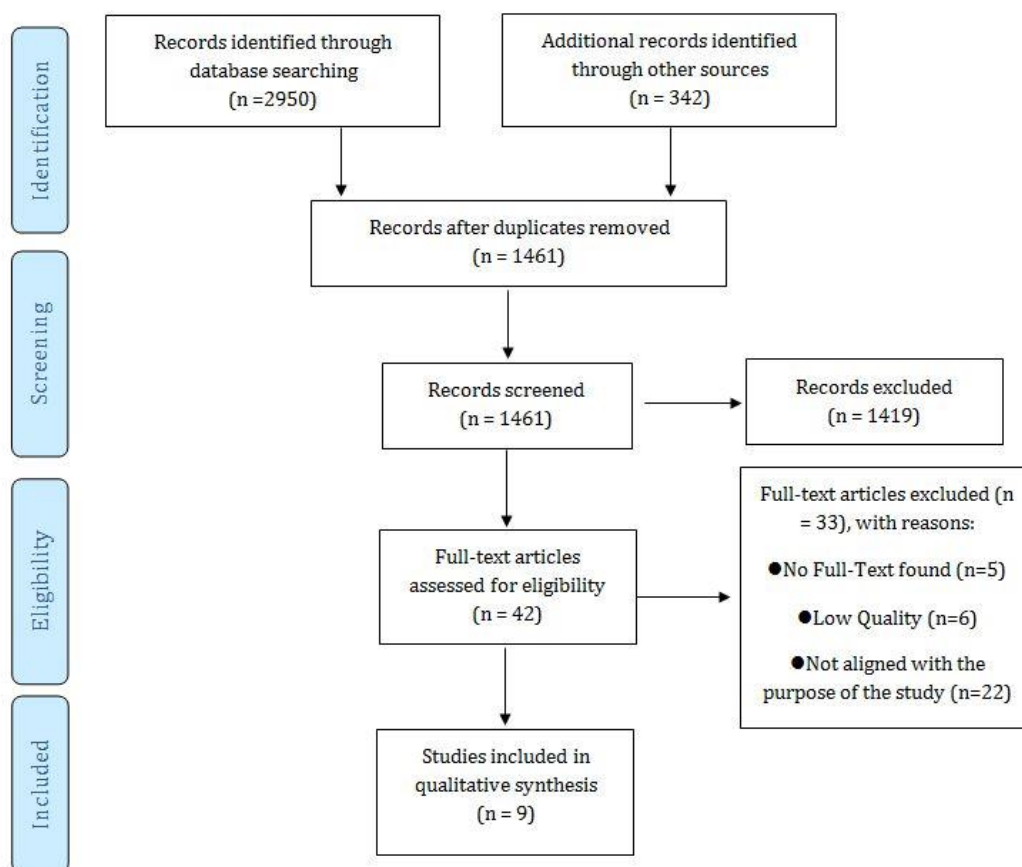 Identification
Records identified through
database searching
(n =2950)
Additional records identified
through other sources
(n = 342)
Records after duplicates removed
(n = 1461)
Screening
Records screened
(n = 1461)
Records excluded
(n = 1419)
Eligibility
Full-text articles
assessed for eligibility
(n = 42)
Full-text articles excluded (n
= 33), with reasons:
●No Full-Text found (n=5)
●Low Quality (n=6)
●Not aligned with the
purpose of the study (n=22)
Included
Studies included in
qualitative synthesis
(n = 9)